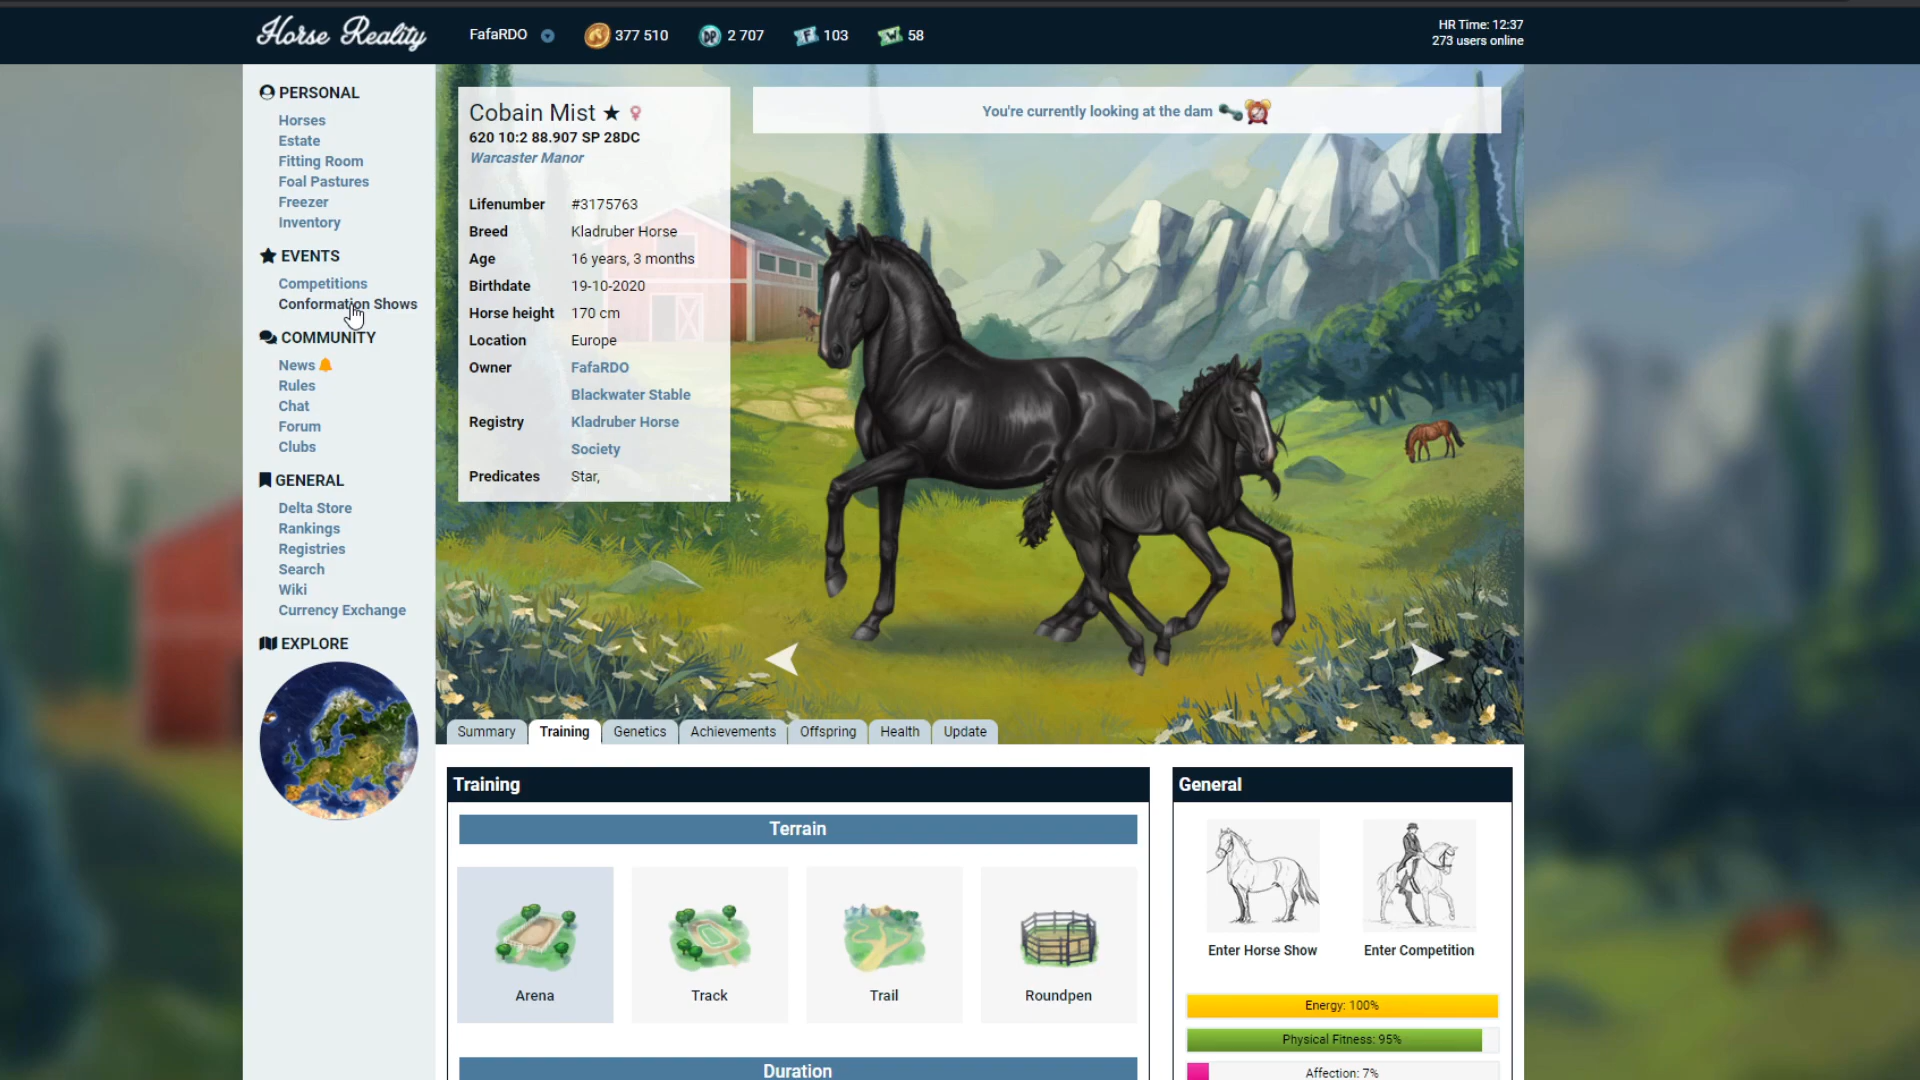 Horse Reality
FafaRDO
377 510
DP
2 707
F
103
W
58
HR Time: 12:37
273 users online
PERSONAL
Horses
Estate
Fitting Room
Foal Pastures
Freezer
Inventory
EVENTS
Competitions
Conformation Shows
COMMUNITY
News
Rules
Chat
Forum
Clubs
GENERAL
Delta Store
Rankings
Registries
Search
Wiki
Currency Exchange
EXPLORE
Cobain Mist ★ ♀
620 10:2 88.907 SP 28DC
Warcaster Manor
Lifenumber #3175763
Breed Kladruber Horse
Age 16 years, 3 months
Birthdate 19-10-2020
Horse height 170 cm
Location Europe
Owner FafaRDO
Blackwater Stable
Registry Kladruber Horse
Society
Predicates Star,
You're currently looking at the dam
Summary
Training
Genetics
Achievements
Offspring
Health
Update
Training
Terrain
Arena
Track
Trail
Roundpen
Duration
General
Enter Horse Show
Enter Competition
Energy: 100%
Physical Fitness: 95%
Affection: 7%